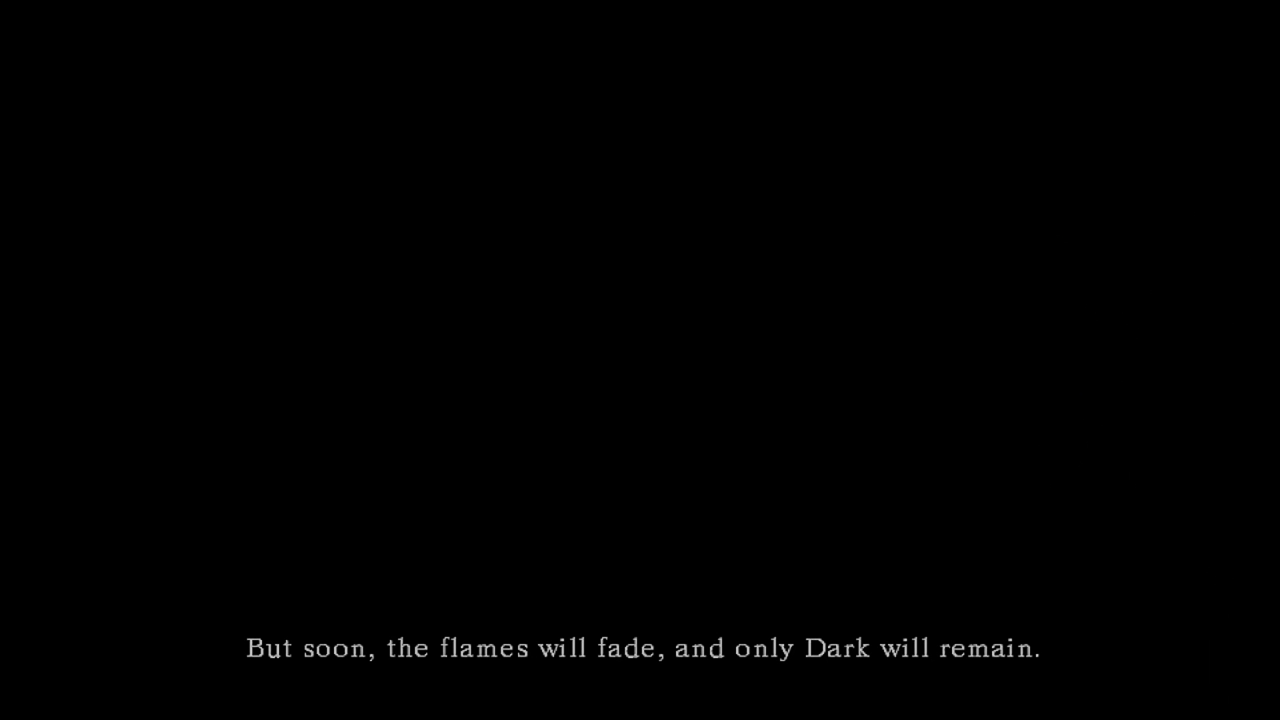 But soon, the flames will fade, and only Dark will remain.